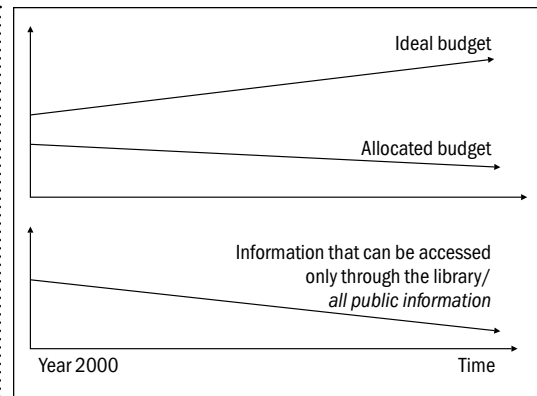 Ideal budget
Allocated budget
Information that can be accessed
only through the library/
all public information
Year 2000
Time